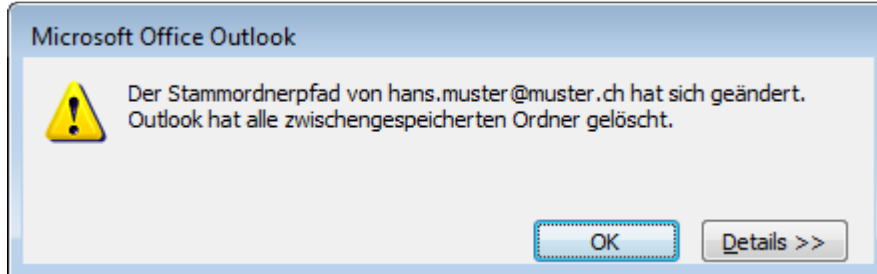 Microsoft Office Outlook
Der Stammordnerpfad von hans.muster@muster.ch hat sich geändert.
Outlook hat alle zwischengespeicherten Ordner gelöscht.
OK
Details >>